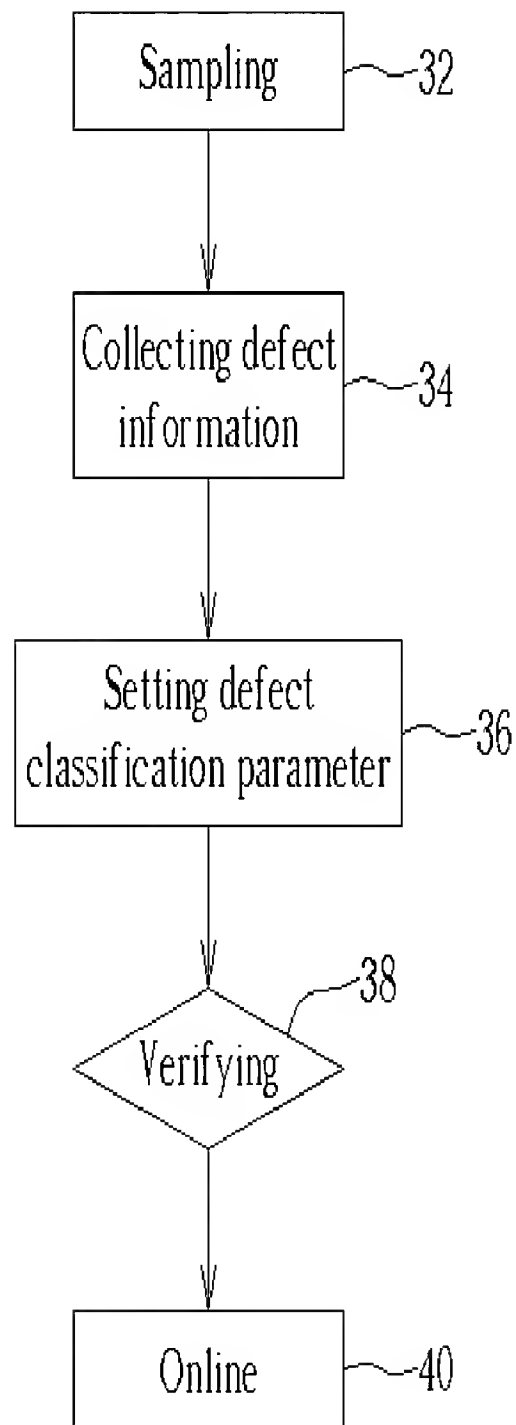 Sampling
32
Collecting defect
information
34
Setting defect
classification parameter
36
38
Verifying
Online
40